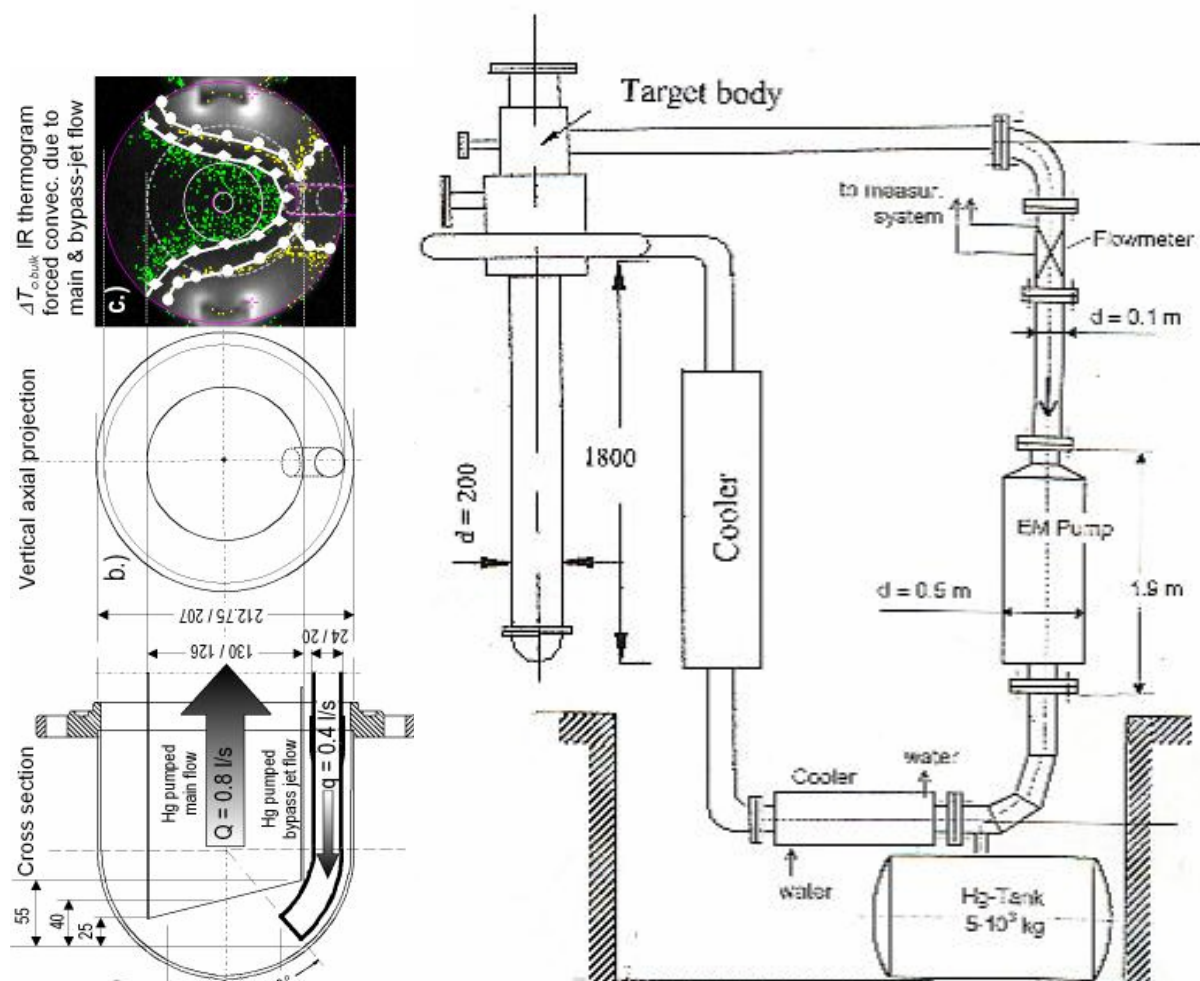 ΔT o.bulk IR thermogram
forced convec. due to
main & bypass-jet flow
c.)
Vertical axial projection
b.)
212.75 / 207
130 / 126
24 / 20
Cross section
Hg pumped
main flow
Q = 0.8 l/s
Hg pumped
bypass jet flow
q = 0.4 l/s
55
40
25
Target body
to measur.
system
Flowmeter
d = 0.1 m
1800
d = 200
Cooler
EM Pump
d = 0.5 m
1.9 m
Cooler
water
water
Hg-Tank
5·10³ kg